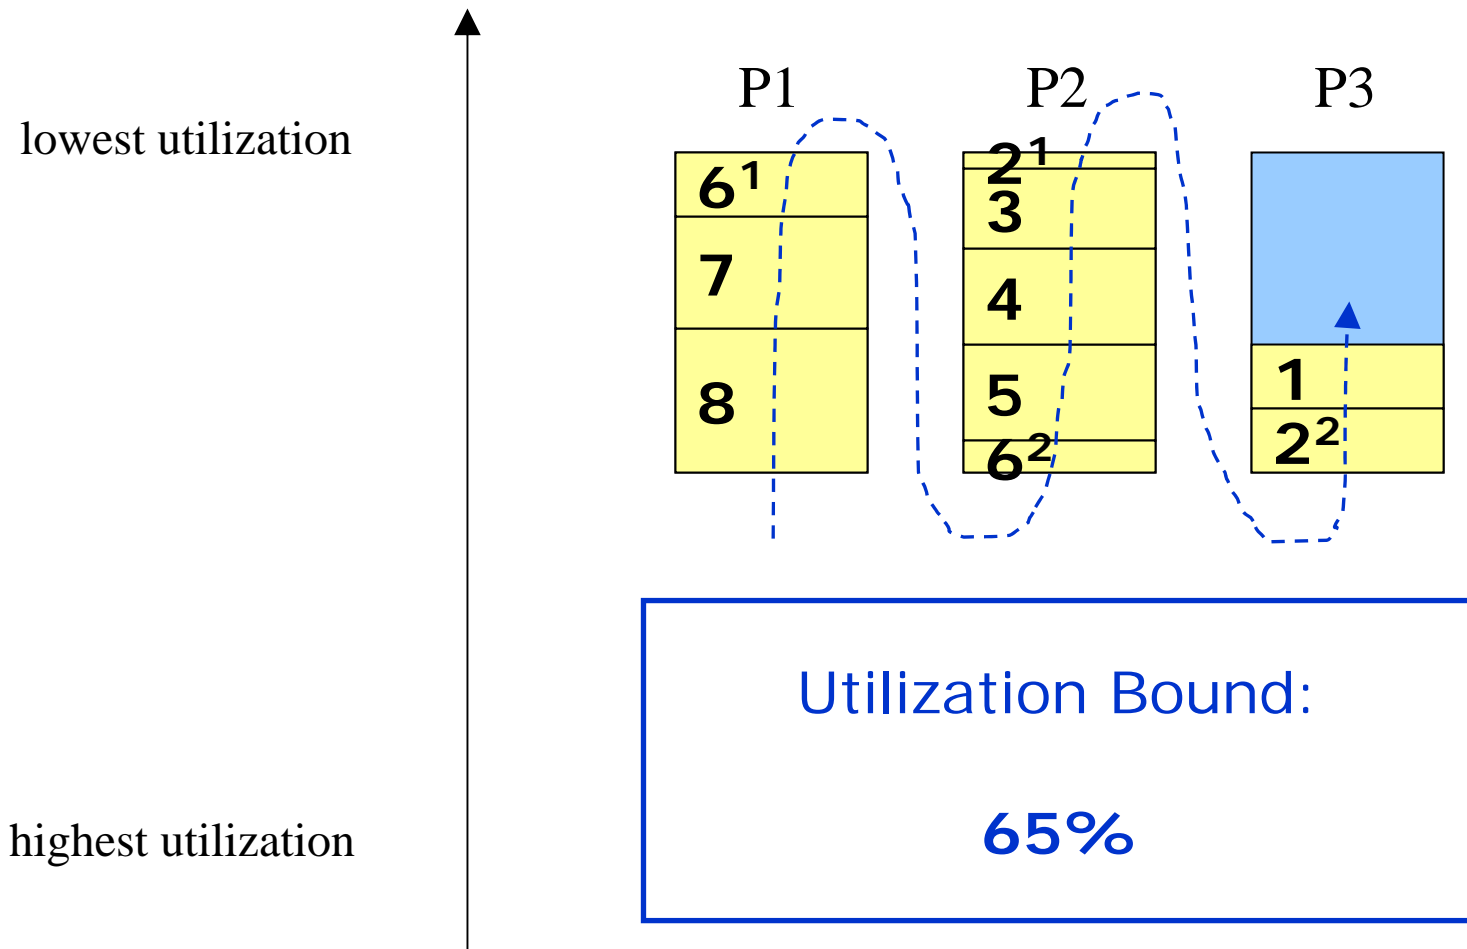 P1 P2 P3
lowest utilization
6¹ 2¹
3
7
4
1
5
8
2²
6²
Utilization Bound:
highest utilization
65%